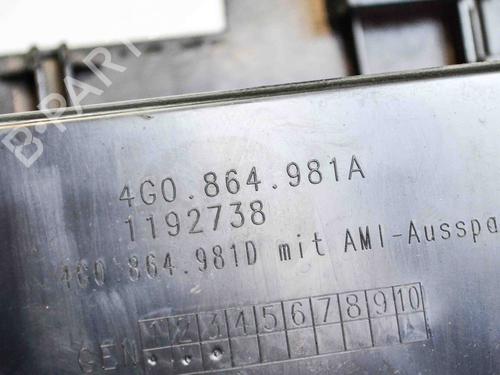 B-PARTS
4G0.864.981A
1192738
4G0.864.981D mit AMI-Ausspa
1 2 3 4 5 6 7 8 9 10
GEN